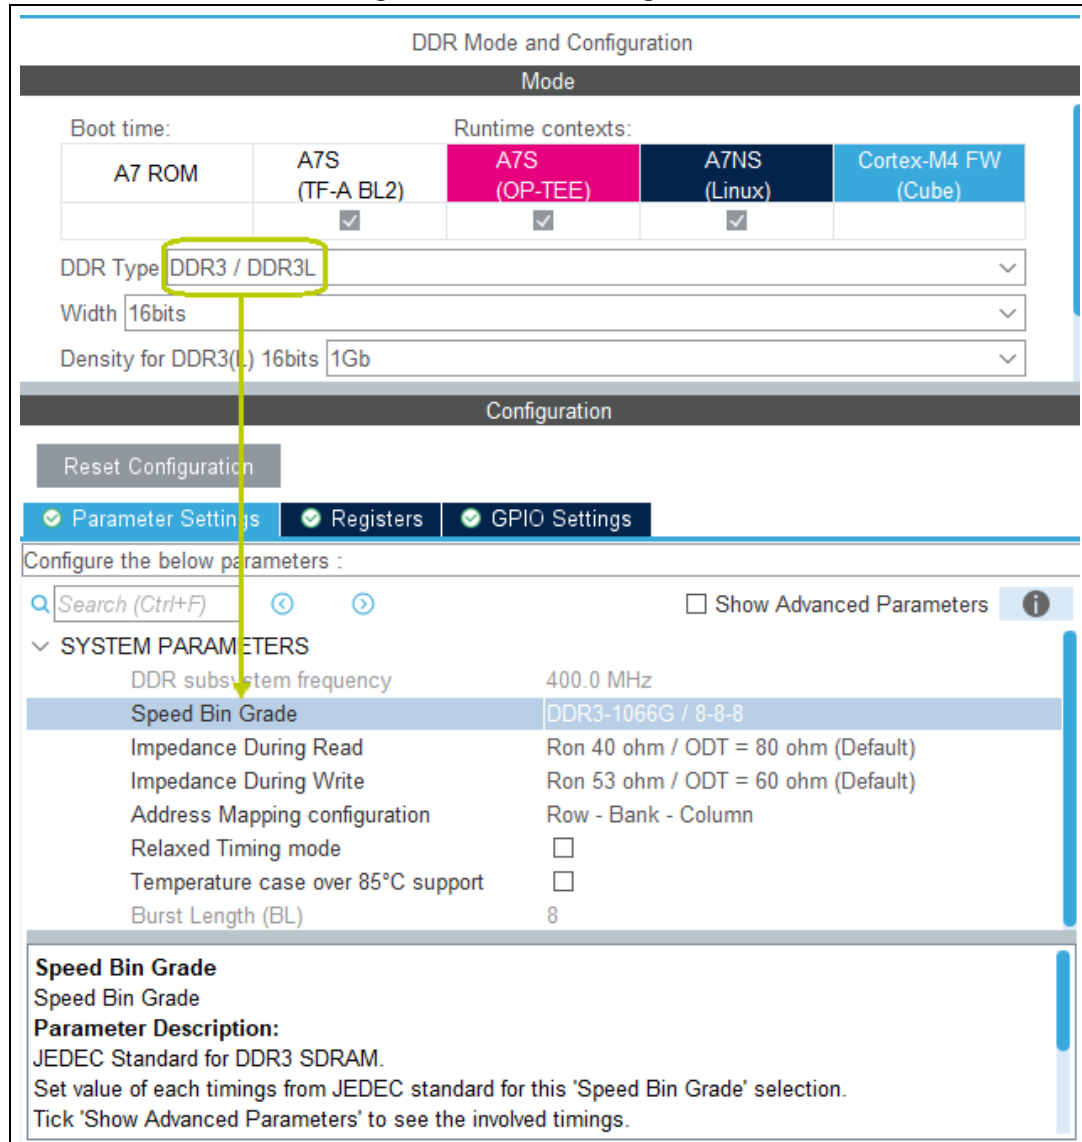 DDR Mode and Configuration
Mode
Boot time: Runtime contexts:
A7 ROM A7S (TF-A BL2) A7S (OP-TEE) A7NS (Linux) Cortex-M4 FW (Cube)
DDR Type DDR3 / DDR3L
Width 16bits
Density for DDR3(L) 16bits 1Gb
Configuration
Reset Configuration
Parameter Settings Registers GPIO Settings
Configure the below parameters :
Search (Ctrl+F) Show Advanced Parameters
SYSTEM PARAMETERS
DDR subsystem frequency 400.0 MHz
Speed Bin Grade DDR3-1066G / 8-8-8
Impedance During Read Ron 40 ohm / ODT = 80 ohm (Default)
Impedance During Write Ron 53 ohm / ODT = 60 ohm (Default)
Address Mapping configuration Row - Bank - Column
Relaxed Timing mode
Temperature case over 85°C support
Burst Length (BL) 8
Speed Bin Grade
Speed Bin Grade
Parameter Description:
JEDEC Standard for DDR3 SDRAM.
Set value of each timings from JEDEC standard for this 'Speed Bin Grade' selection.
Tick 'Show Advanced Parameters' to see the involved timings.